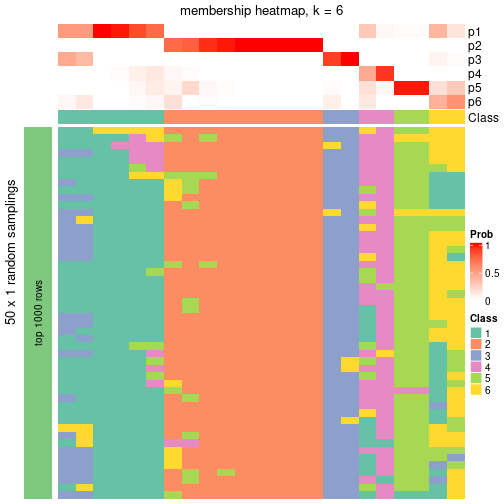 membership heatmap, k = 6
p1
p2
p3
p4
p5
p6
Class
50 x 1 random samplings
top 1000 rows
Prob
1
0.5
0
Class
1
2
3
4
5
6